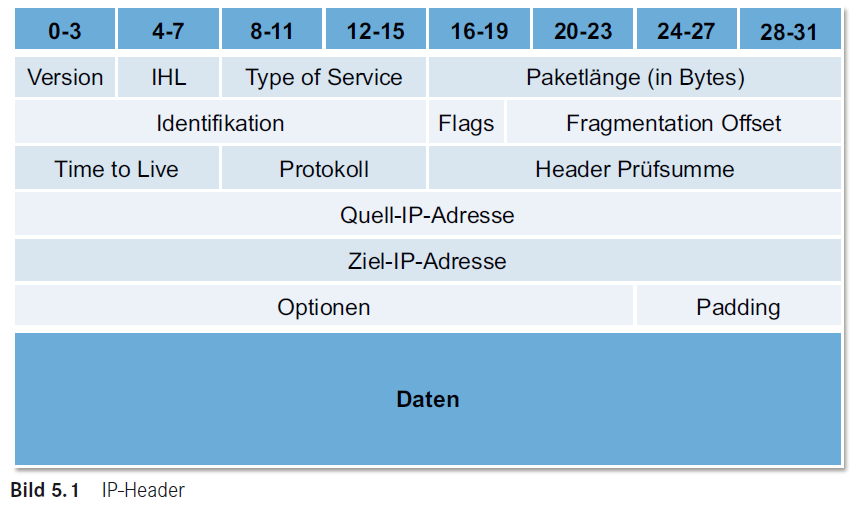 0-3 4-7 8-11 12-15 16-19 20-23 24-27 28-31
Version IHL Type of Service Paketlänge (in Bytes)
Identifikation Flags Fragmentation Offset
Time to Live Protokoll Header Prüfsumme
Quell-IP-Adresse
Ziel-IP-Adresse
Optionen Padding
Daten
Bild 5.1 IP-Header